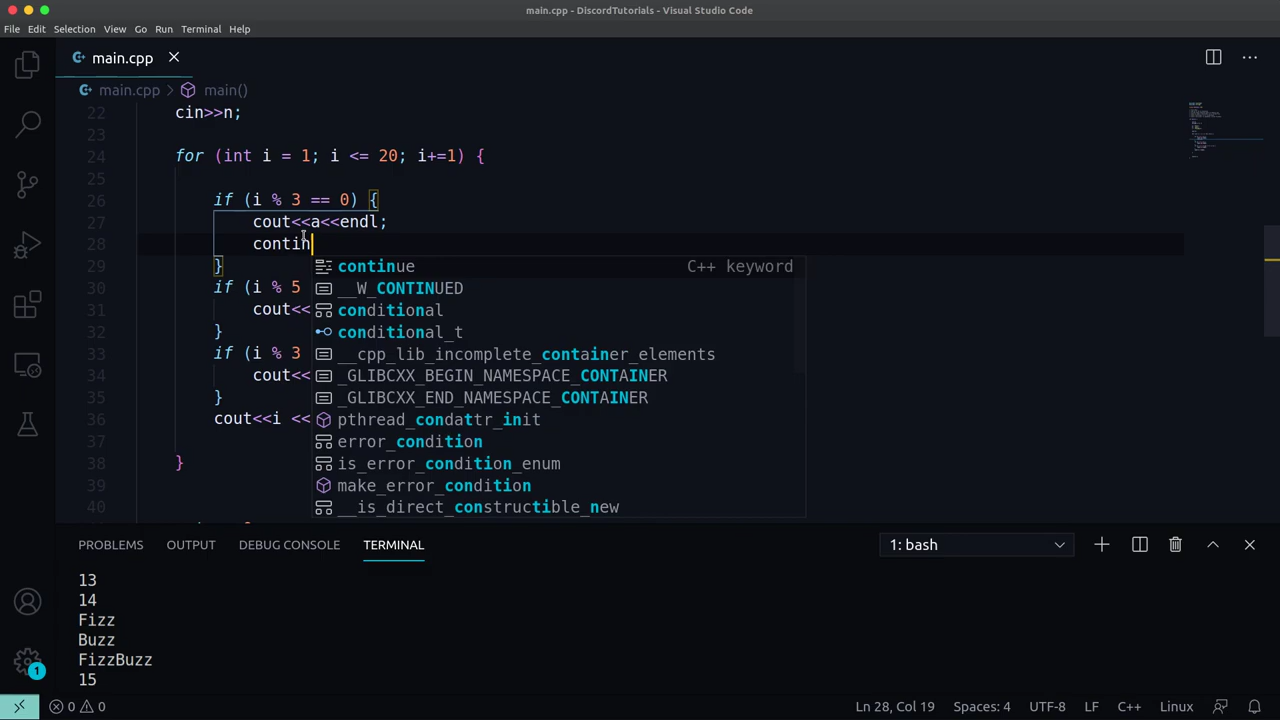 main.cpp - DiscordTutorials - Visual Studio Code
File Edit Selection View Go Run Terminal Help
main.cpp
main.cpp > main()
22 cin>>n;
23
24 for (int i = 1; i <= 20; i+=1) {
25
26 if (i % 3 == 0) {
27 cout<<a<<endl;
28 contin
29 }
continue C++ keyword
30 if (i % 5
__W_CONTINUED
31 cout<<
conditional
32 }
conditional_t
33 if (i % 3
__cpp_lib_incomplete_container_elements
34 cout<<
_GLIBCXX_BEGIN_NAMESPACE_CONTAINER
35 }
_GLIBCXX_END_NAMESPACE_CONTAINER
36 cout<<i <<
pthread_condattr_init
37
error_condition
38 }
is_error_condition_enum
39
make_error_condition
40
__is_direct_constructible_new
PROBLEMS OUTPUT DEBUG CONSOLE TERMINAL 1: bash
13
14
Fizz
Buzz
FizzBuzz
15
1
0 0 Ln 28, Col 19 Spaces: 4 UTF-8 LF C++ Linux